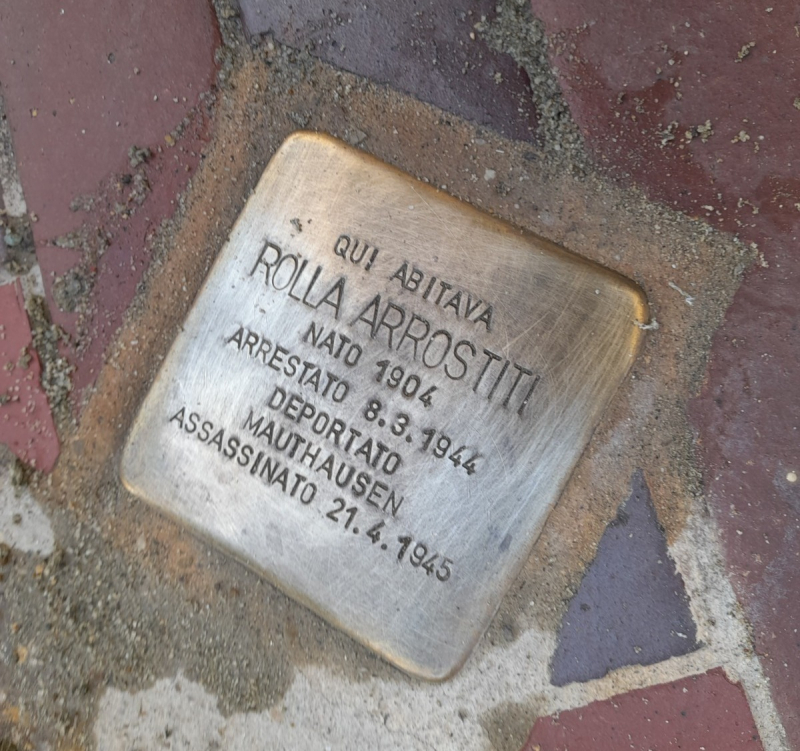 QUI ABITAVA
ROLLA ARROSTITI
NATO 1904
ARRESTATO 8.3.1944
DEPORTATO
MAUTHAUSEN
ASSASSINATO 21.4.1945